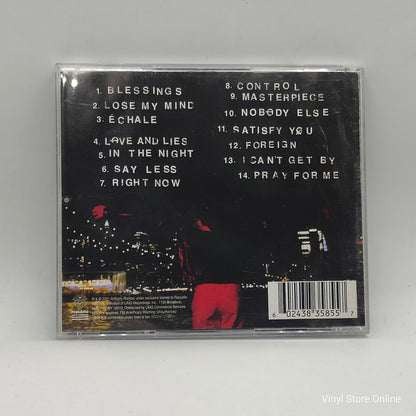 1. BLESSINGS
2. LOSE MY MIND
3. ÉCHALE
4. LOVE AND LIES
5. IN THE NIGHT
6. SAY LESS
7. RIGHT NOW
8. CONTROL
9. MASTERPIECE
10. NOBODY ELSE
11. SATISFY YOU
12. FOREIGN
13. I CAN'T GET BY
14. PRAY FOR ME
6 02438 35855 7
Vinyl Store Online